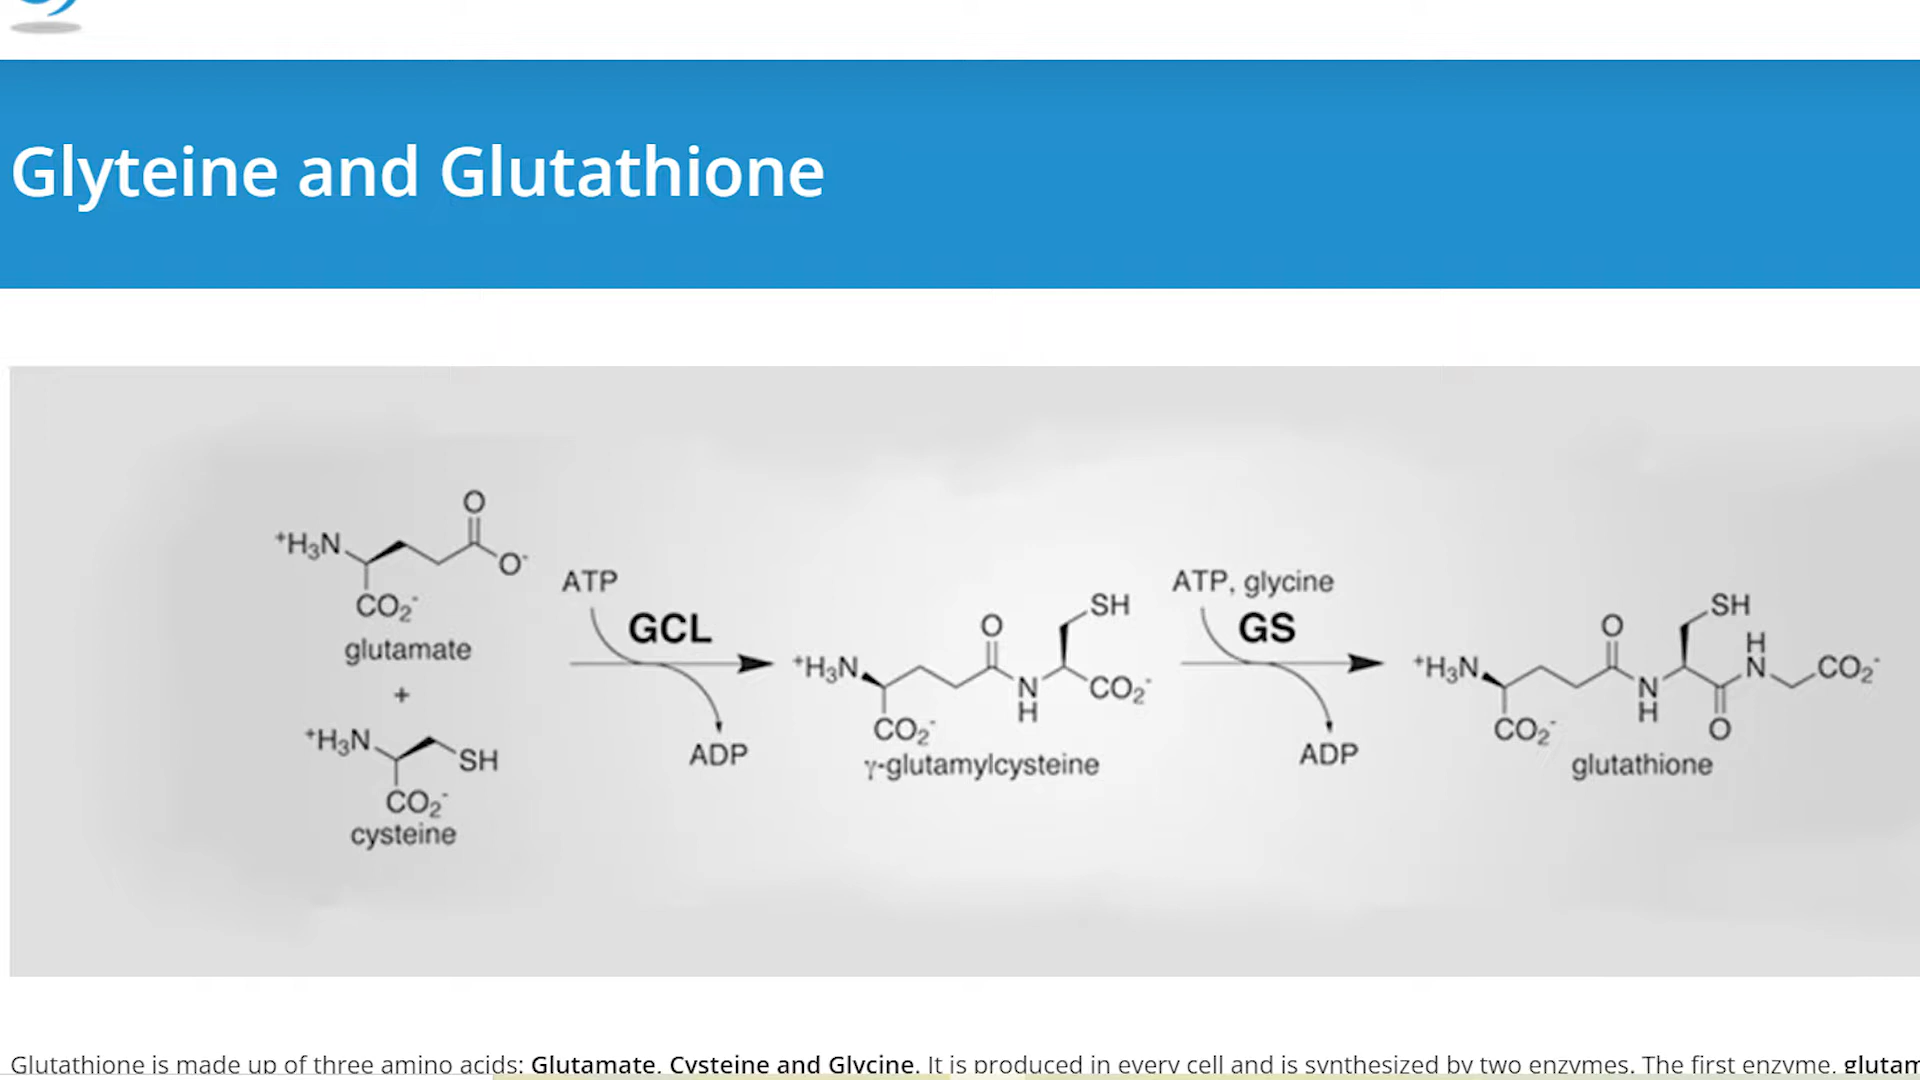 Glyteine and Glutathione
O
⁺H₃N
O⁻
CO₂⁻
glutamate
+
⁺H₃N
SH
CO₂⁻
cysteine
ATP
GCL
ADP
SH
O
⁺H₃N
N
H
CO₂⁻
CO₂⁻
γ-glutamylcysteine
ATP, glycine
GS
ADP
SH
O
H
N
⁺H₃N
CO₂⁻
N
H
CO₂⁻
O
glutathione
Glutathione is made up of three amino acids: Glutamate, Cysteine and Glycine. It is produced in every cell and is synthesized by two enzymes. The first enzyme, glutam